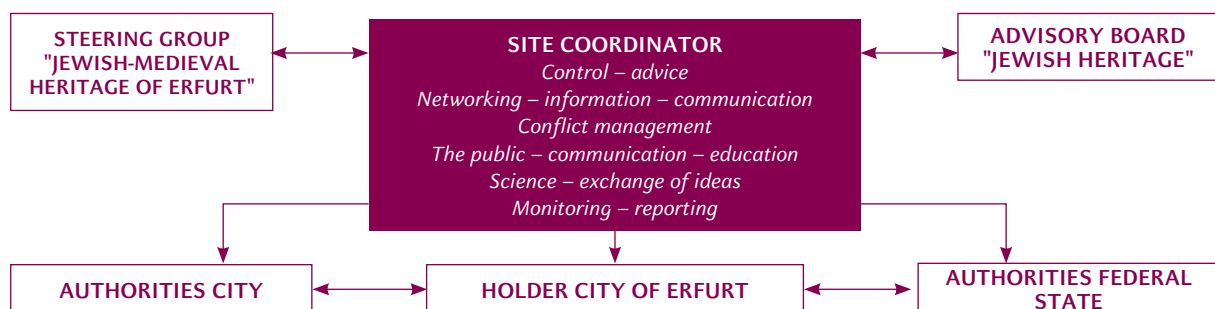 STEERING GROUP
"JEWISH-MEDIEVAL
HERITAGE OF ERFURT"
SITE COORDINATOR
Control – advice
Networking – information – communication
Conflict management
The public – communication – education
Science – exchange of ideas
Monitoring – reporting
ADVISORY BOARD
"JEWISH HERITAGE"
AUTHORITIES CITY
HOLDER CITY OF ERFURT
AUTHORITIES FEDERAL
STATE